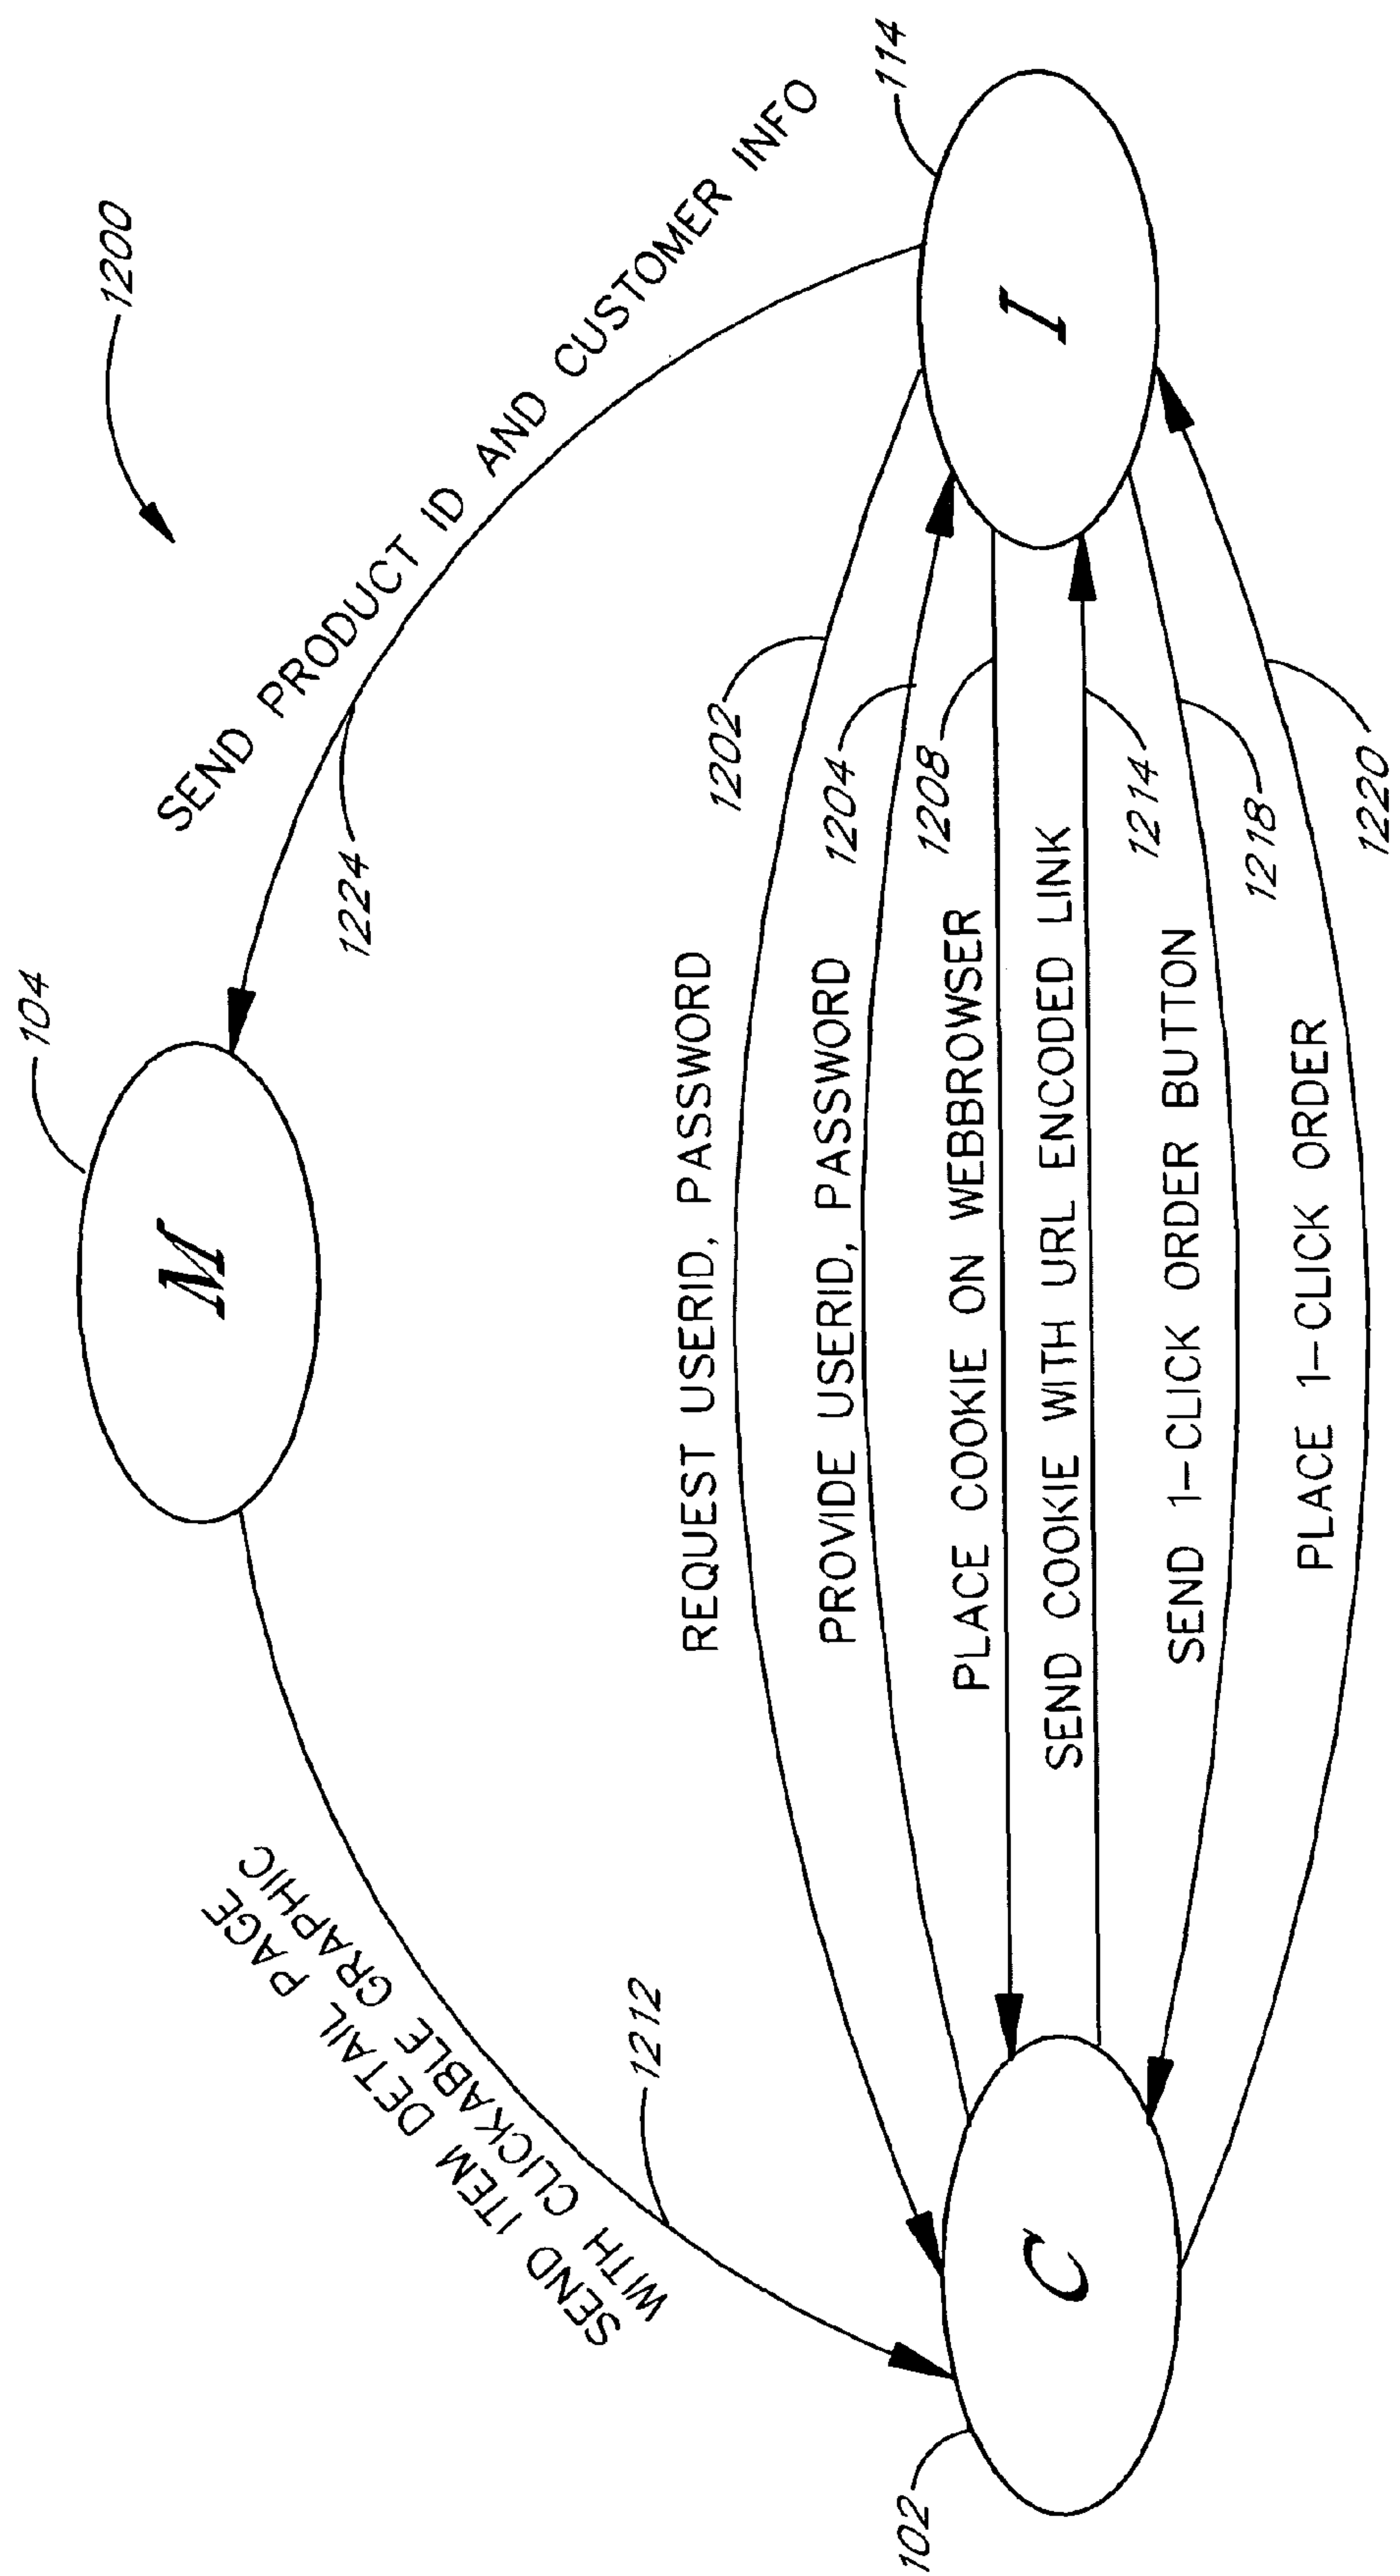 1200
104
M
SEND PRODUCT ID AND CUSTOMER INFO
1224
114
I
SEND ITEM DETAIL PAGE
WITH CLICKABLE GRAPHIC
1212
102
C
REQUEST USERID, PASSWORD
1202
PROVIDE USERID, PASSWORD
1204
PLACE COOKIE ON WEBBROWSER
1208
SEND COOKIE WITH URL ENCODED LINK
1214
SEND 1-CLICK ORDER BUTTON
1218
PLACE 1-CLICK ORDER
1220